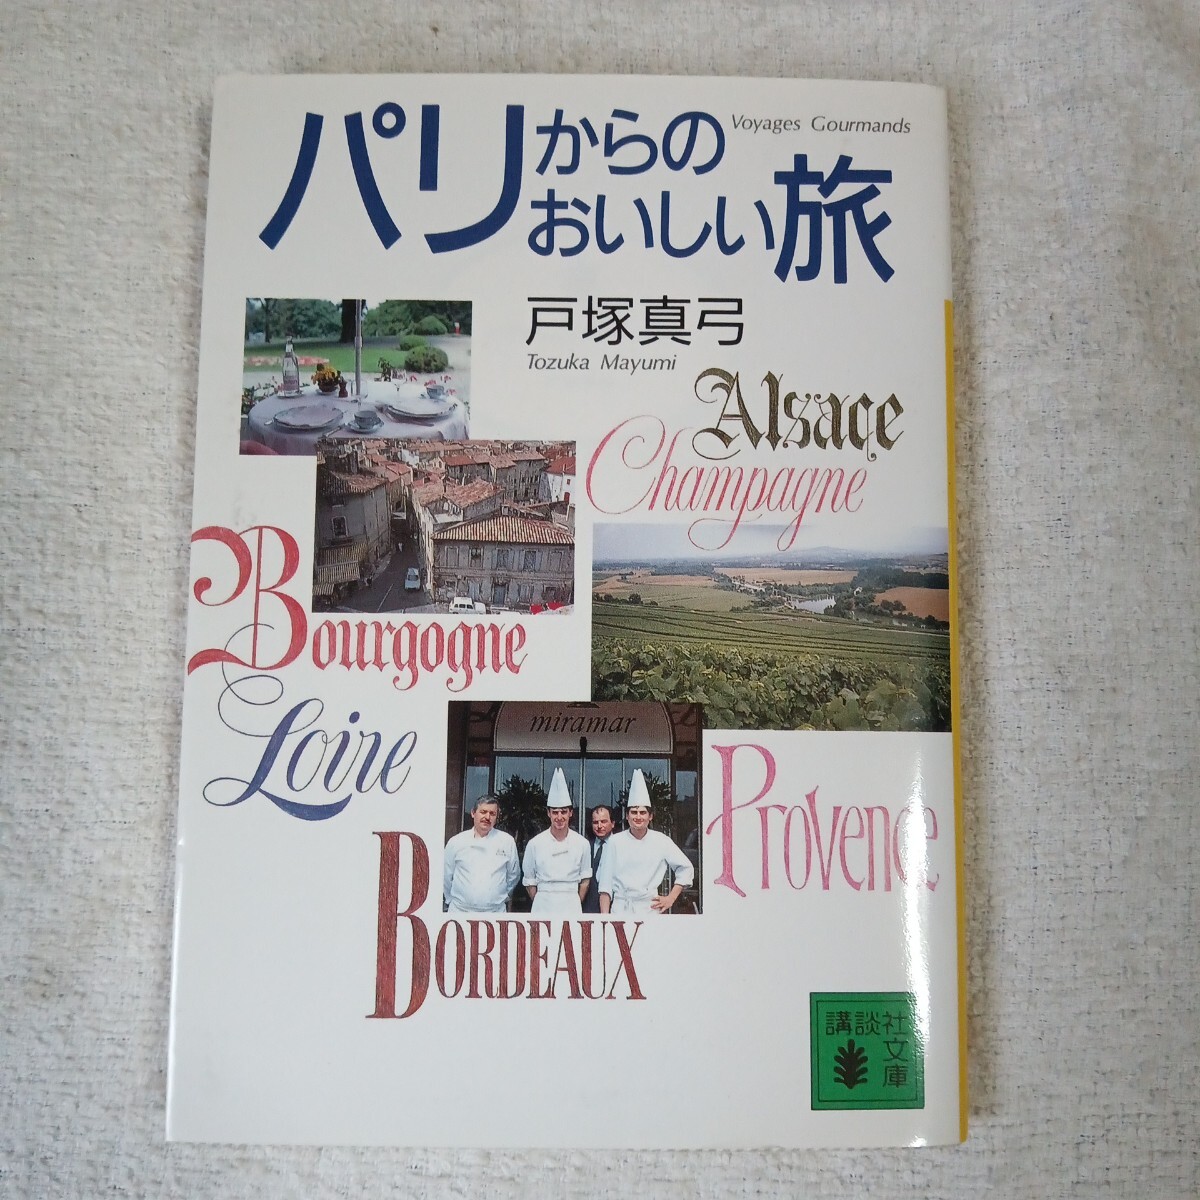 パリからの
おいしい旅
Voyages Gourmands
戸塚真弓
Tozuka Mayumi
Alsace
Champagne
Bourgogne
Loire
miramar
Provence
BORDEAUX
講談社
文庫